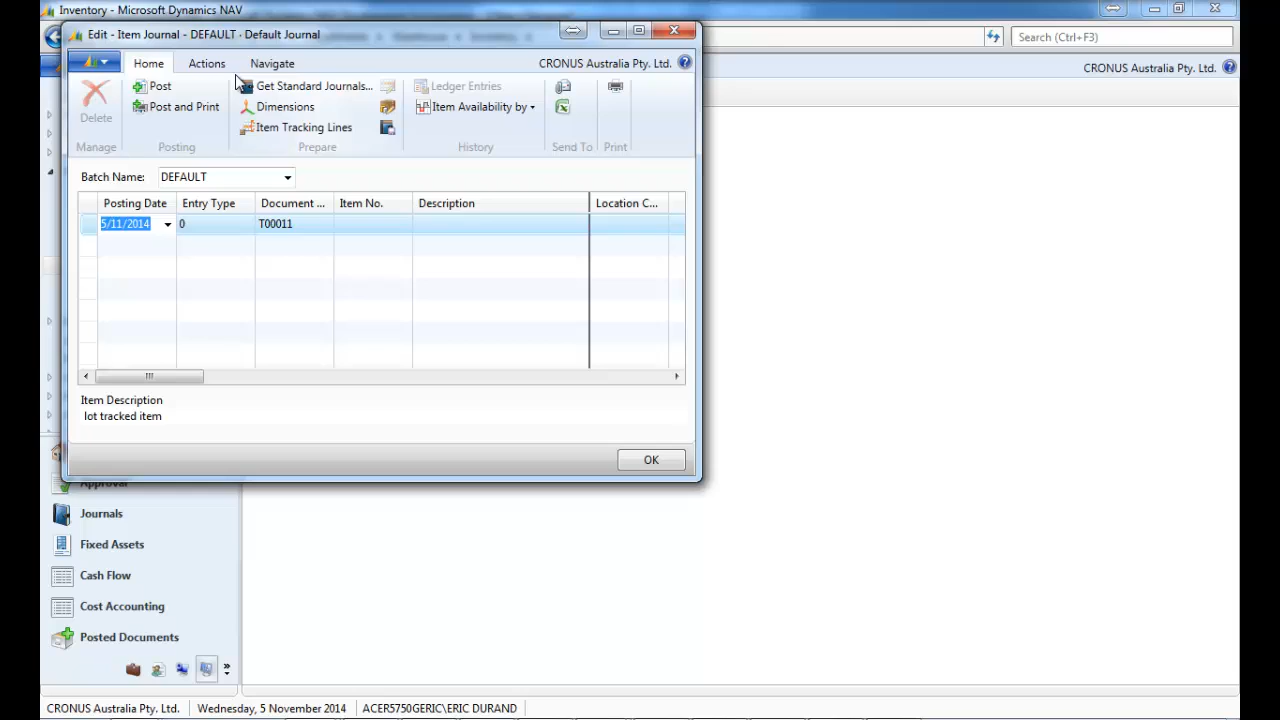 Inventory - Microsoft Dynamics NAV
Search (Ctrl+F3)
CRONUS Australia Pty. Ltd.
Edit - Item Journal - DEFAULT · Default Journal
Home Actions Navigate CRONUS Australia Pty. Ltd.
Delete
Manage
Post
Post and Print
Posting
Get Standard Journals...
Dimensions
Item Tracking Lines
Prepare
Ledger Entries
Item Availability by
History
Send To
Print
Batch Name: DEFAULT
Posting Date Entry Type Document ... Item No. Description Location C...
5/11/2014 0 T00011
Item Description
lot tracked item
OK
Approval
Journals
Fixed Assets
Cash Flow
Cost Accounting
Posted Documents
CRONUS Australia Pty. Ltd. Wednesday, 5 November 2014 ACER5750GERIC\ERIC DURAND